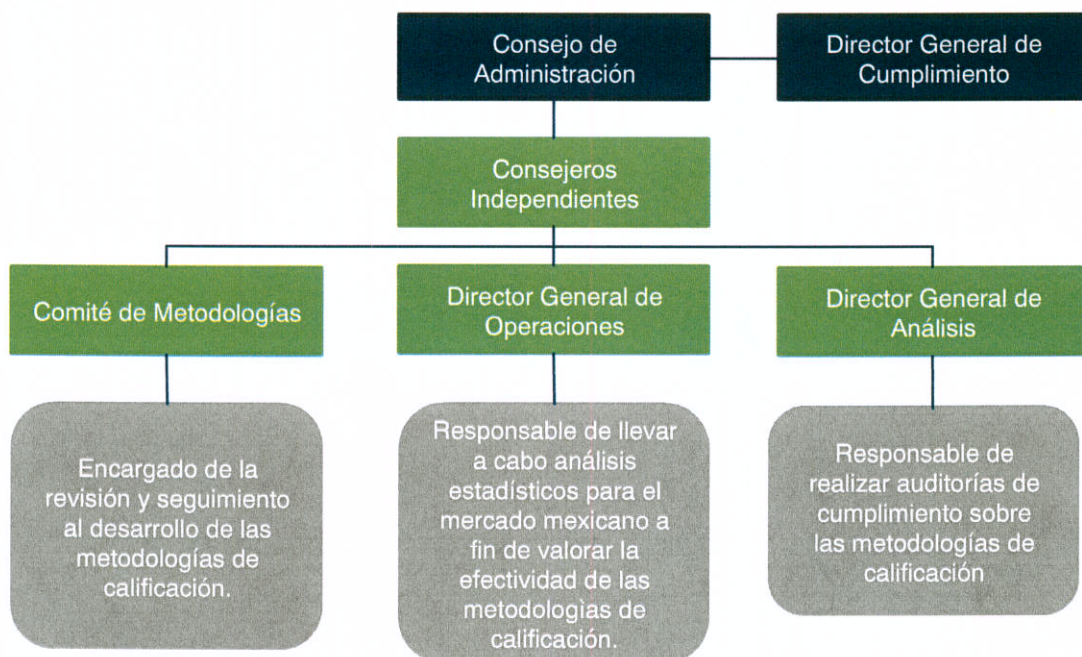 Consejo de
Administración
Director General de
Cumplimiento
Consejeros
Independientes
Comité de Metodologías
Director General de
Operaciones
Director General de
Análisis
Encargado de la
revisión y seguimiento
al desarrollo de las
metodologías de
calificación.
Responsable de llevar
a cabo análisis
estadísticos para el
mercado mexicano a
fin de valorar la
efectividad de las
metodologías de
calificación.
Responsable de
realizar auditorías de
cumplimiento sobre
las metodologías de
calificación